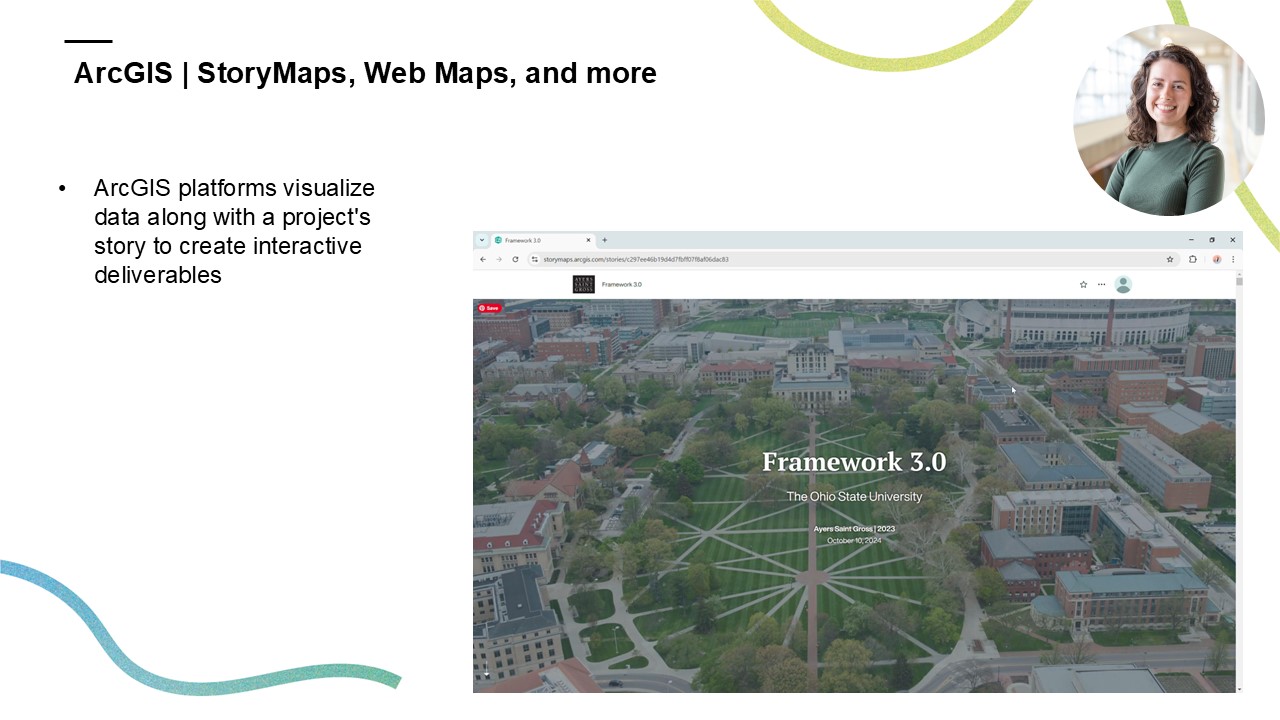 ArcGIS | StoryMaps, Web Maps, and more
• ArcGIS platforms visualize
data along with a project's
story to create interactive
deliverables
Framework 3.0
storymaps.arcgis.com/stories/c297ee46b19d4d7fbff07f8af06dac83
AYERS
SAINT
GROSS
Framework 3.0
Save
Framework 3.0
The Ohio State University
Ayers Saint Gross | 2023
October 10, 2024